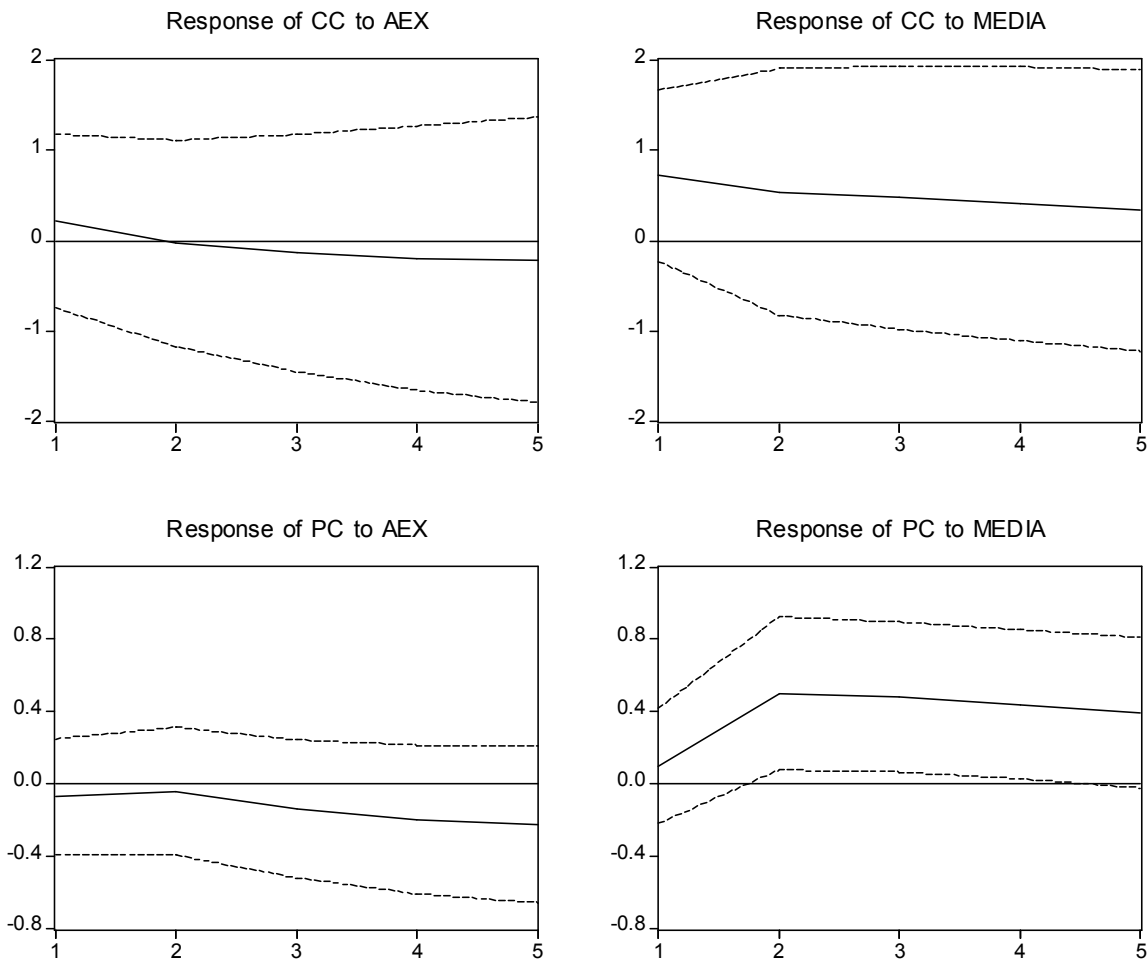 Response of CC to AEX
2
1
0
-1
-2
1 2 3 4 5
Response of CC to MEDIA
2
1
0
-1
-2
1 2 3 4 5
Response of PC to AEX
1.2
0.8
0.4
0.0
-0.4
-0.8
1 2 3 4 5
Response of PC to MEDIA
1.2
0.8
0.4
0.0
-0.4
-0.8
1 2 3 4 5